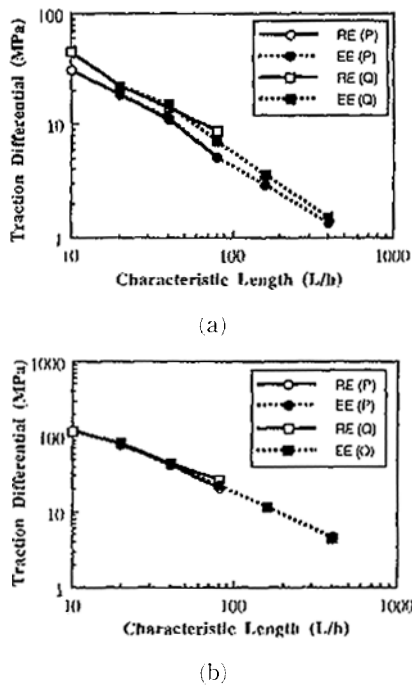 100
10
1
Traction Differential (MPa)
RE (P)
EE (P)
RE (Q)
EE (Q)
10 100 1000
Characteristic Length (L/h)
(a)
1000
100
10
1
Traction Differential (MPa)
RE (P)
EE (P)
RE (Q)
EE (Q)
10 100 1000
Characteristic Length (L/h)
(b)